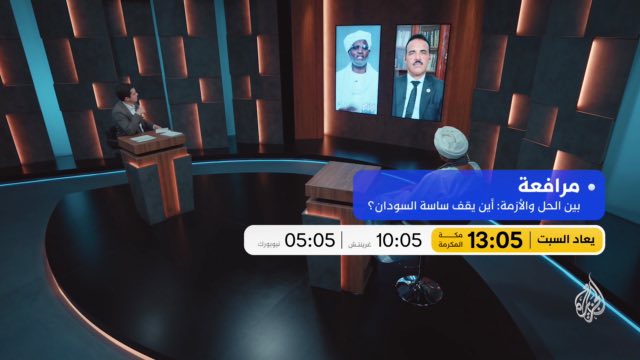 مرافعة
بين الحل والأزمة: أين يقف ساسة السودان؟
يعاد السبت 13:05 مكة المكرمة | 10:05 غرينتش | 05:05 نيويورك
الجزيرة